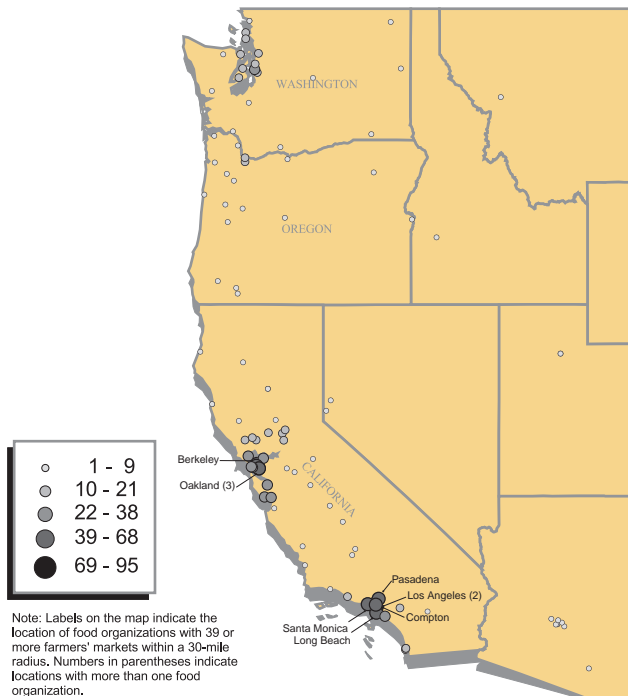 WASHINGTON
OREGON
CALIFORNIA
Berkeley
Oakland (3)
Pasadena
Los Angeles (2)
Compton
Santa Monica
Long Beach
1 - 9
10 - 21
22 - 38
39 - 68
69 - 95
Note: Labels on the map indicate the
location of food organizations with 39 or
more farmers' markets within a 30-mile
radius. Numbers in parentheses indicate
locations with more than one food
organization.